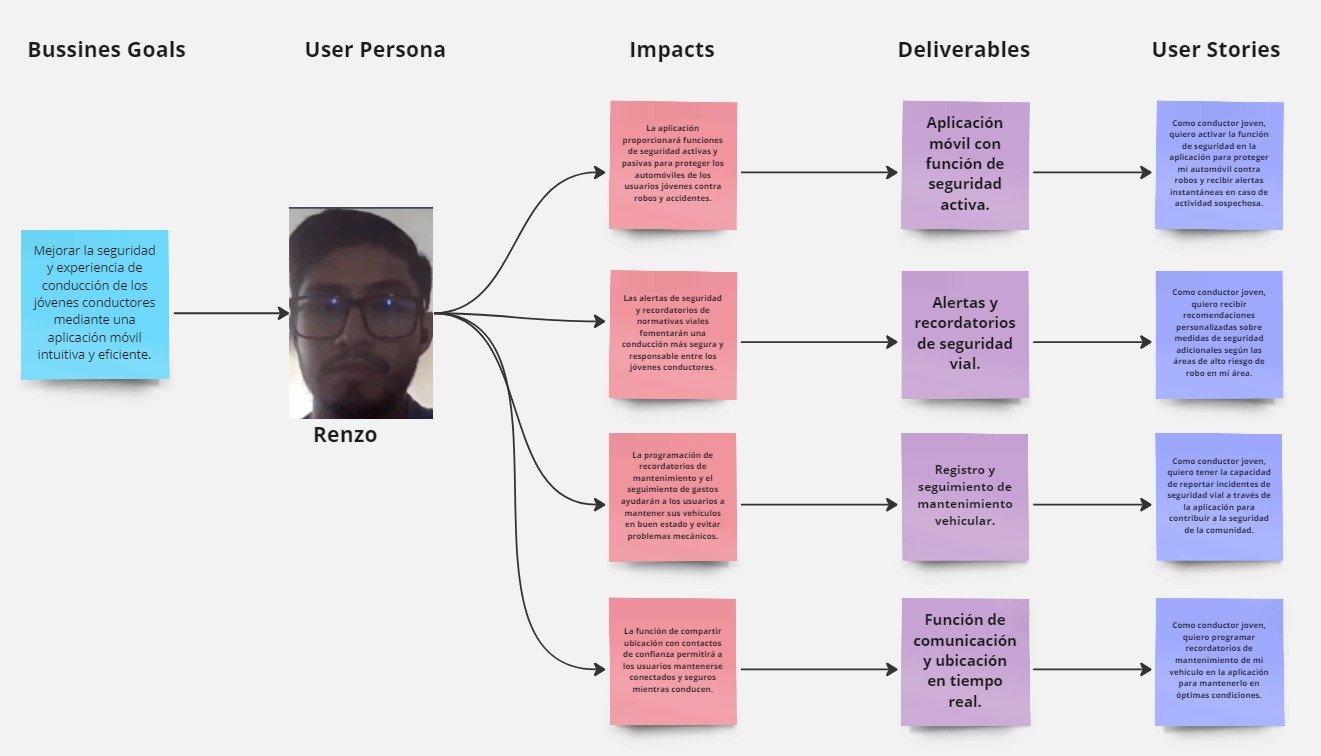 Bussines Goals
User Persona
Impacts
Deliverables
User Stories
Mejorar la seguridad
y experiencia de
conducción de los
jóvenes conductores
mediante una
aplicación móvil
intuitiva y eficiente.
Renzo
La aplicación
proporcionará funciones
de seguridad activas y
pasivas para proteger los
automóviles de los
usuarios jóvenes contra
robos y accidentes.
Aplicación
móvil con
función de
seguridad
activa.
Como conductor joven,
quiero activar la función
de seguridad en la
aplicación para proteger
mi automóvil contra
robos y recibir alertas
instantáneas en caso de
actividad sospechosa.
Las alertas de seguridad
y recordatorios de
normativas viales
fomentarán una
conducción más segura y
responsable entre los
jóvenes conductores.
Alertas y
recordatorios
de seguridad
vial.
Como conductor joven,
quiero recibir
recomendaciones
personalizadas sobre
medidas de seguridad
adicionales según las
áreas de alto riesgo de
robo en mi área.
La programación de
recordatorios de
mantenimiento y el
seguimiento de gastos
ayudarán a los usuarios a
mantener sus vehículos
en buen estado y evitar
problemas mecánicos.
Registro y
seguimiento de
mantenimiento
vehicular.
Como conductor joven,
quiero tener la capacidad
de reportar incidentes de
seguridad vial a través de
la aplicación para
contribuir a la seguridad
de la comunidad.
La función de compartir
ubicación con contactos
de confianza permitirá a
los usuarios mantenerse
conectados y seguros
mientras conducen.
Función de
comunicación
y ubicación
en tiempo
real.
Como conductor joven,
quiero programar
recordatorios de
mantenimiento de mi
vehículo en la aplicación
para mantenerlo en
óptimas condiciones.